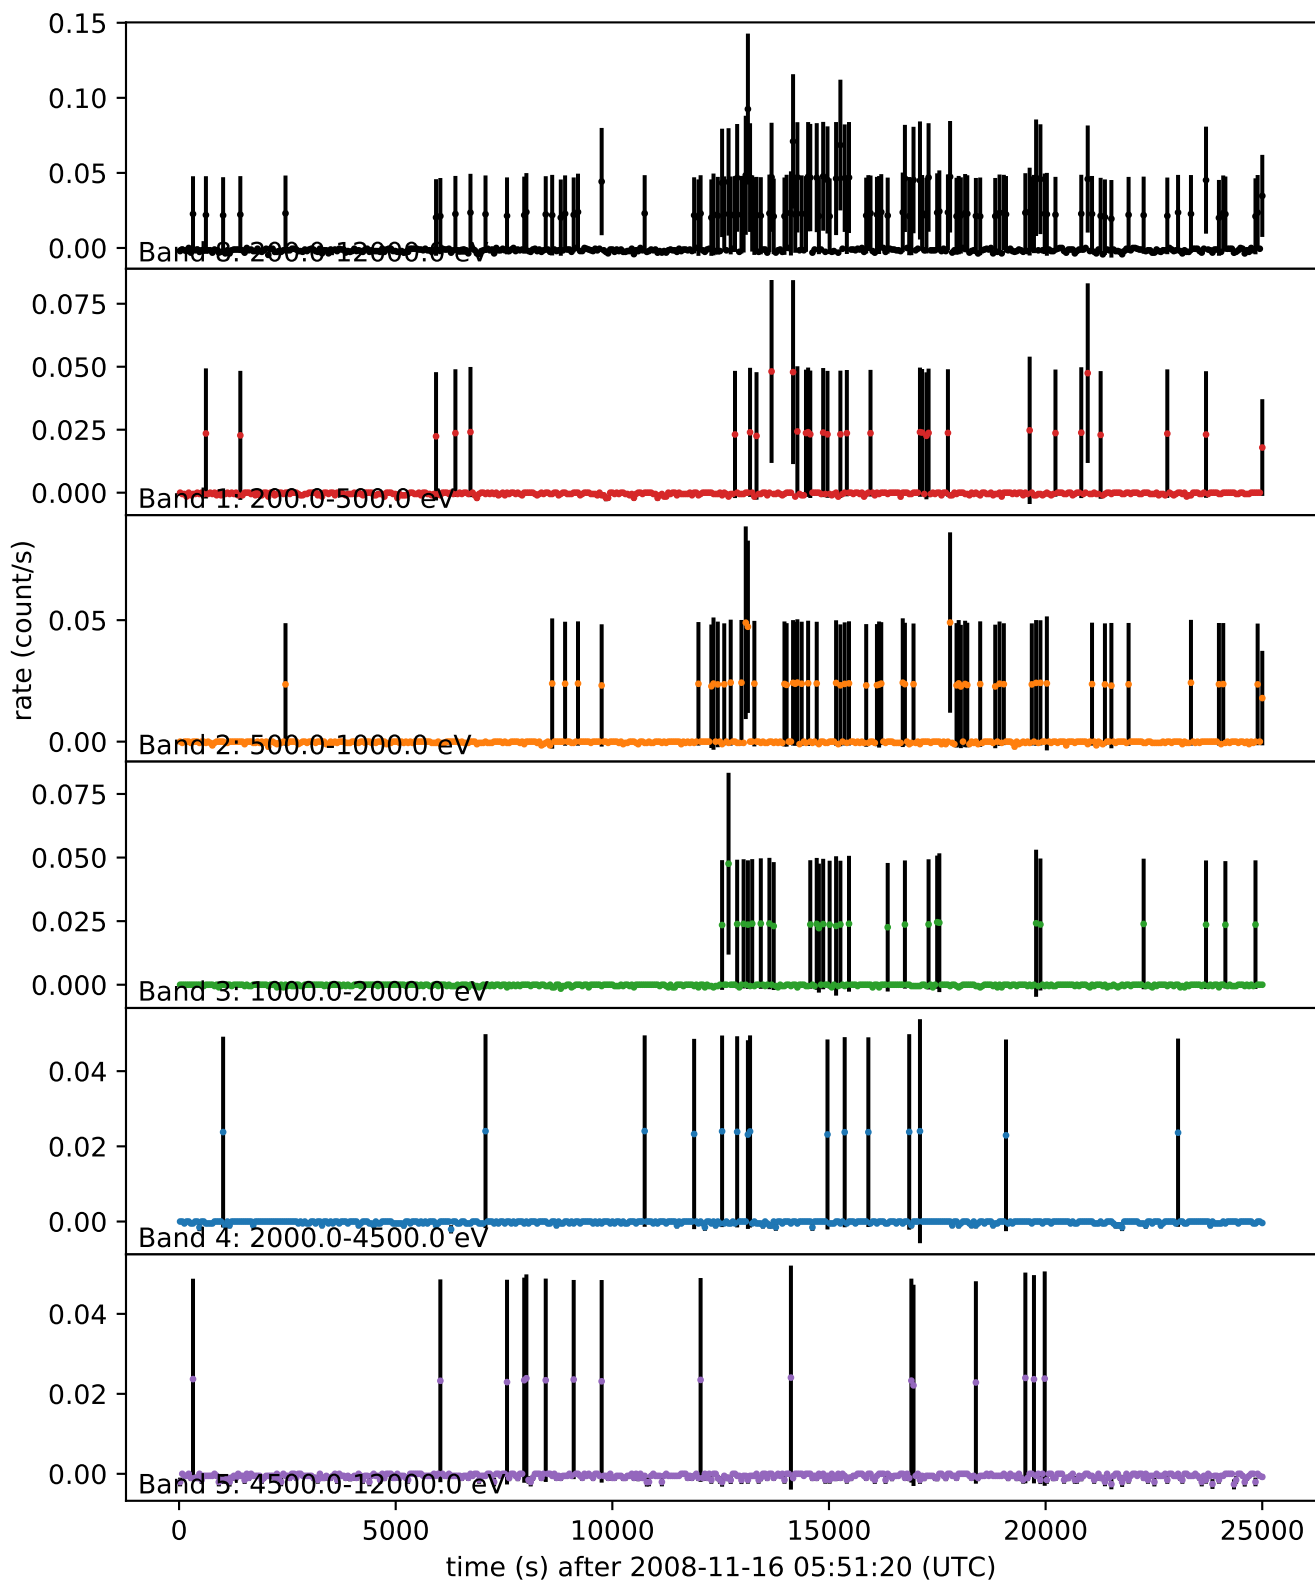 0.15
0.10
0.05
0.00
Band 8: 200.0-12000.0 eV
0.075
0.050
0.025
0.000
Band 1: 200.0-500.0 eV
rate (count/s)
0.05
0.00
Band 2: 500.0-1000.0 eV
0.075
0.050
0.025
0.000
Band 3: 1000.0-2000.0 eV
0.04
0.02
0.00
Band 4: 2000.0-4500.0 eV
0.04
0.02
0.00
Band 5: 4500.0-12000.0 eV
0 5000 10000 15000 20000 25000
time (s) after 2008-11-16 05:51:20 (UTC)